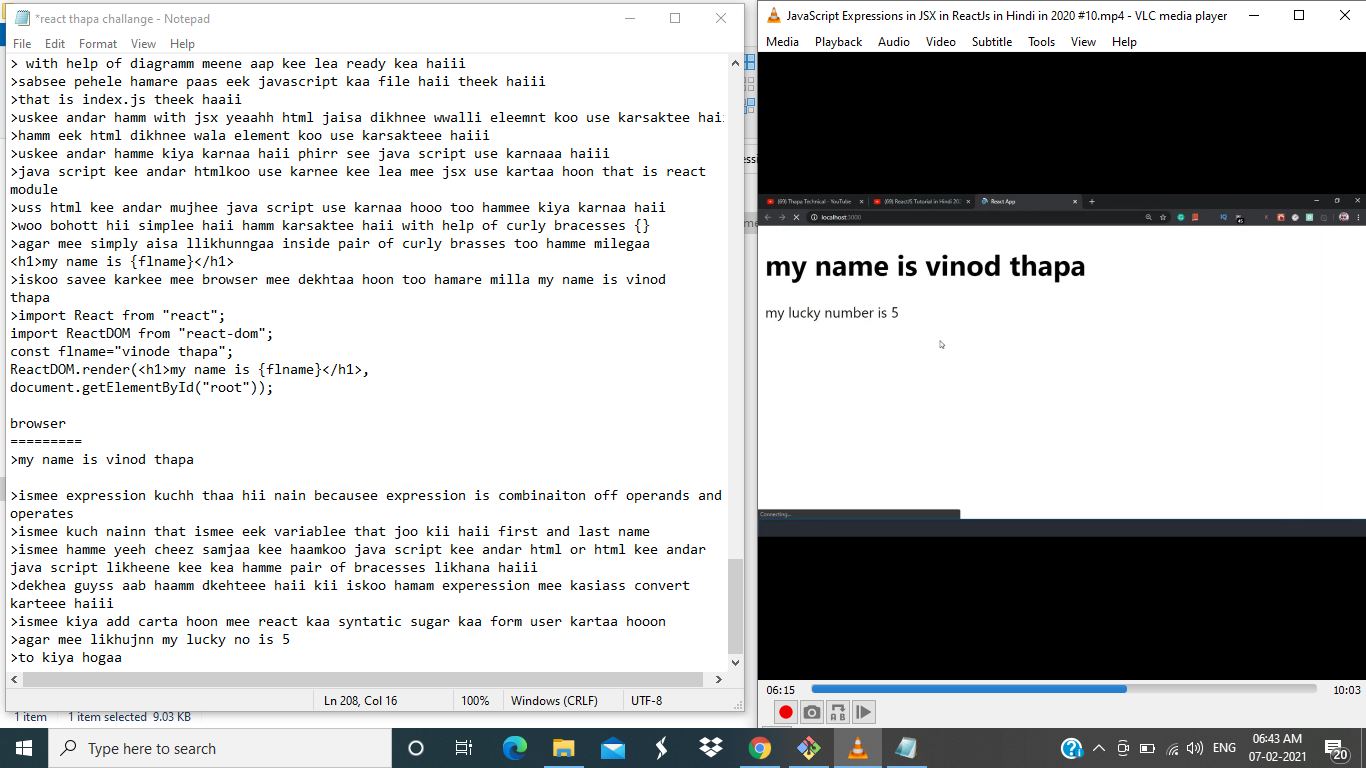 *react thapa challange - Notepad
File Edit Format View Help
> with help of diagramm meene aap kee lea ready kea haiii
>sabsee pehele hamare paas eek javascript kaa file haii theek haiii
>that is index.js theek haaii
>uskee andar hamm with jsx yeaahh html jaisa dikhnee wwalli eleemnt koo use karsaktee hai
>hamm eek html dikhnee wala element koo use karsakteee haiii
>uskee andar hamme kiya karnaa haii phirr see java script use karnaaa haiii
>java script kee andar htmlkoo use karnee kee lea mee jsx use kartaa hoon that is react
module
>uss html kee andar mujhee java script use karnaa hooo too hammee kiya karnaa haii
>woo bohott hii simplee haii hamm karsaktee haii with help of curly bracesses {}
>agar mee simply aisa llikhunngaa inside pair of curly brasses too hamme milegaa
<h1>my name is {flname}</h1>
>iskoo savee karkee mee browser mee dekhtaa hoon too hamare milla my name is vinod
thapa
>import React from "react";
import ReactDOM from "react-dom";
const flname="vinode thapa";
ReactDOM.render(<h1>my name is {flname}</h1>,
document.getElementById("root"));
browser
=========
>my name is vinod thapa
>ismee expression kuchh thaa hii nain becausee expression is combinaiton off operands and
operates
>ismee kuch nainn that ismee eek variablee that joo kii haii first and last name
>ismee hamme yeeh cheez samjaa kee haamkoo java script kee andar html or html kee andar
java script likheene kee kea hamme pair of bracesses likhana haiii
>dekhea guyss aab haamm dkehteee haii kii iskoo hamam experession mee kasiass convert
karteee haiii
>ismee kiya add carta hoon mee react kaa syntatic sugar kaa form user kartaa hooon
>agar mee likhujnn my lucky no is 5
>to kiya hogaa
Ln 208, Col 16 100% Windows (CRLF) UTF-8
1 item 1 item selected 9.03 KB
JavaScript Expressions in JSX in ReactJs in Hindi in 2020 #10.mp4 - VLC media player
Media Playback Audio Video Subtitle Tools View Help
(69) Thapa Technical - YouTube (69) ReactJS Tutorial in Hindi 20 React App
localhost:3000
my name is vinod thapa
my lucky number is 5
Connecting...
06:15 10:03
Type here to search
ENG
06:43 AM
07-02-2021
20